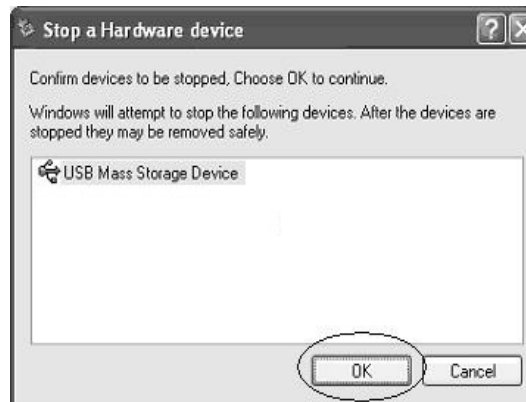 Stop a Hardware device
Confirm devices to be stopped, Choose OK to continue.
Windows will attempt to stop the following devices. After the devices are
stopped they may be removed safely.
USB Mass Storage Device
OK Cancel